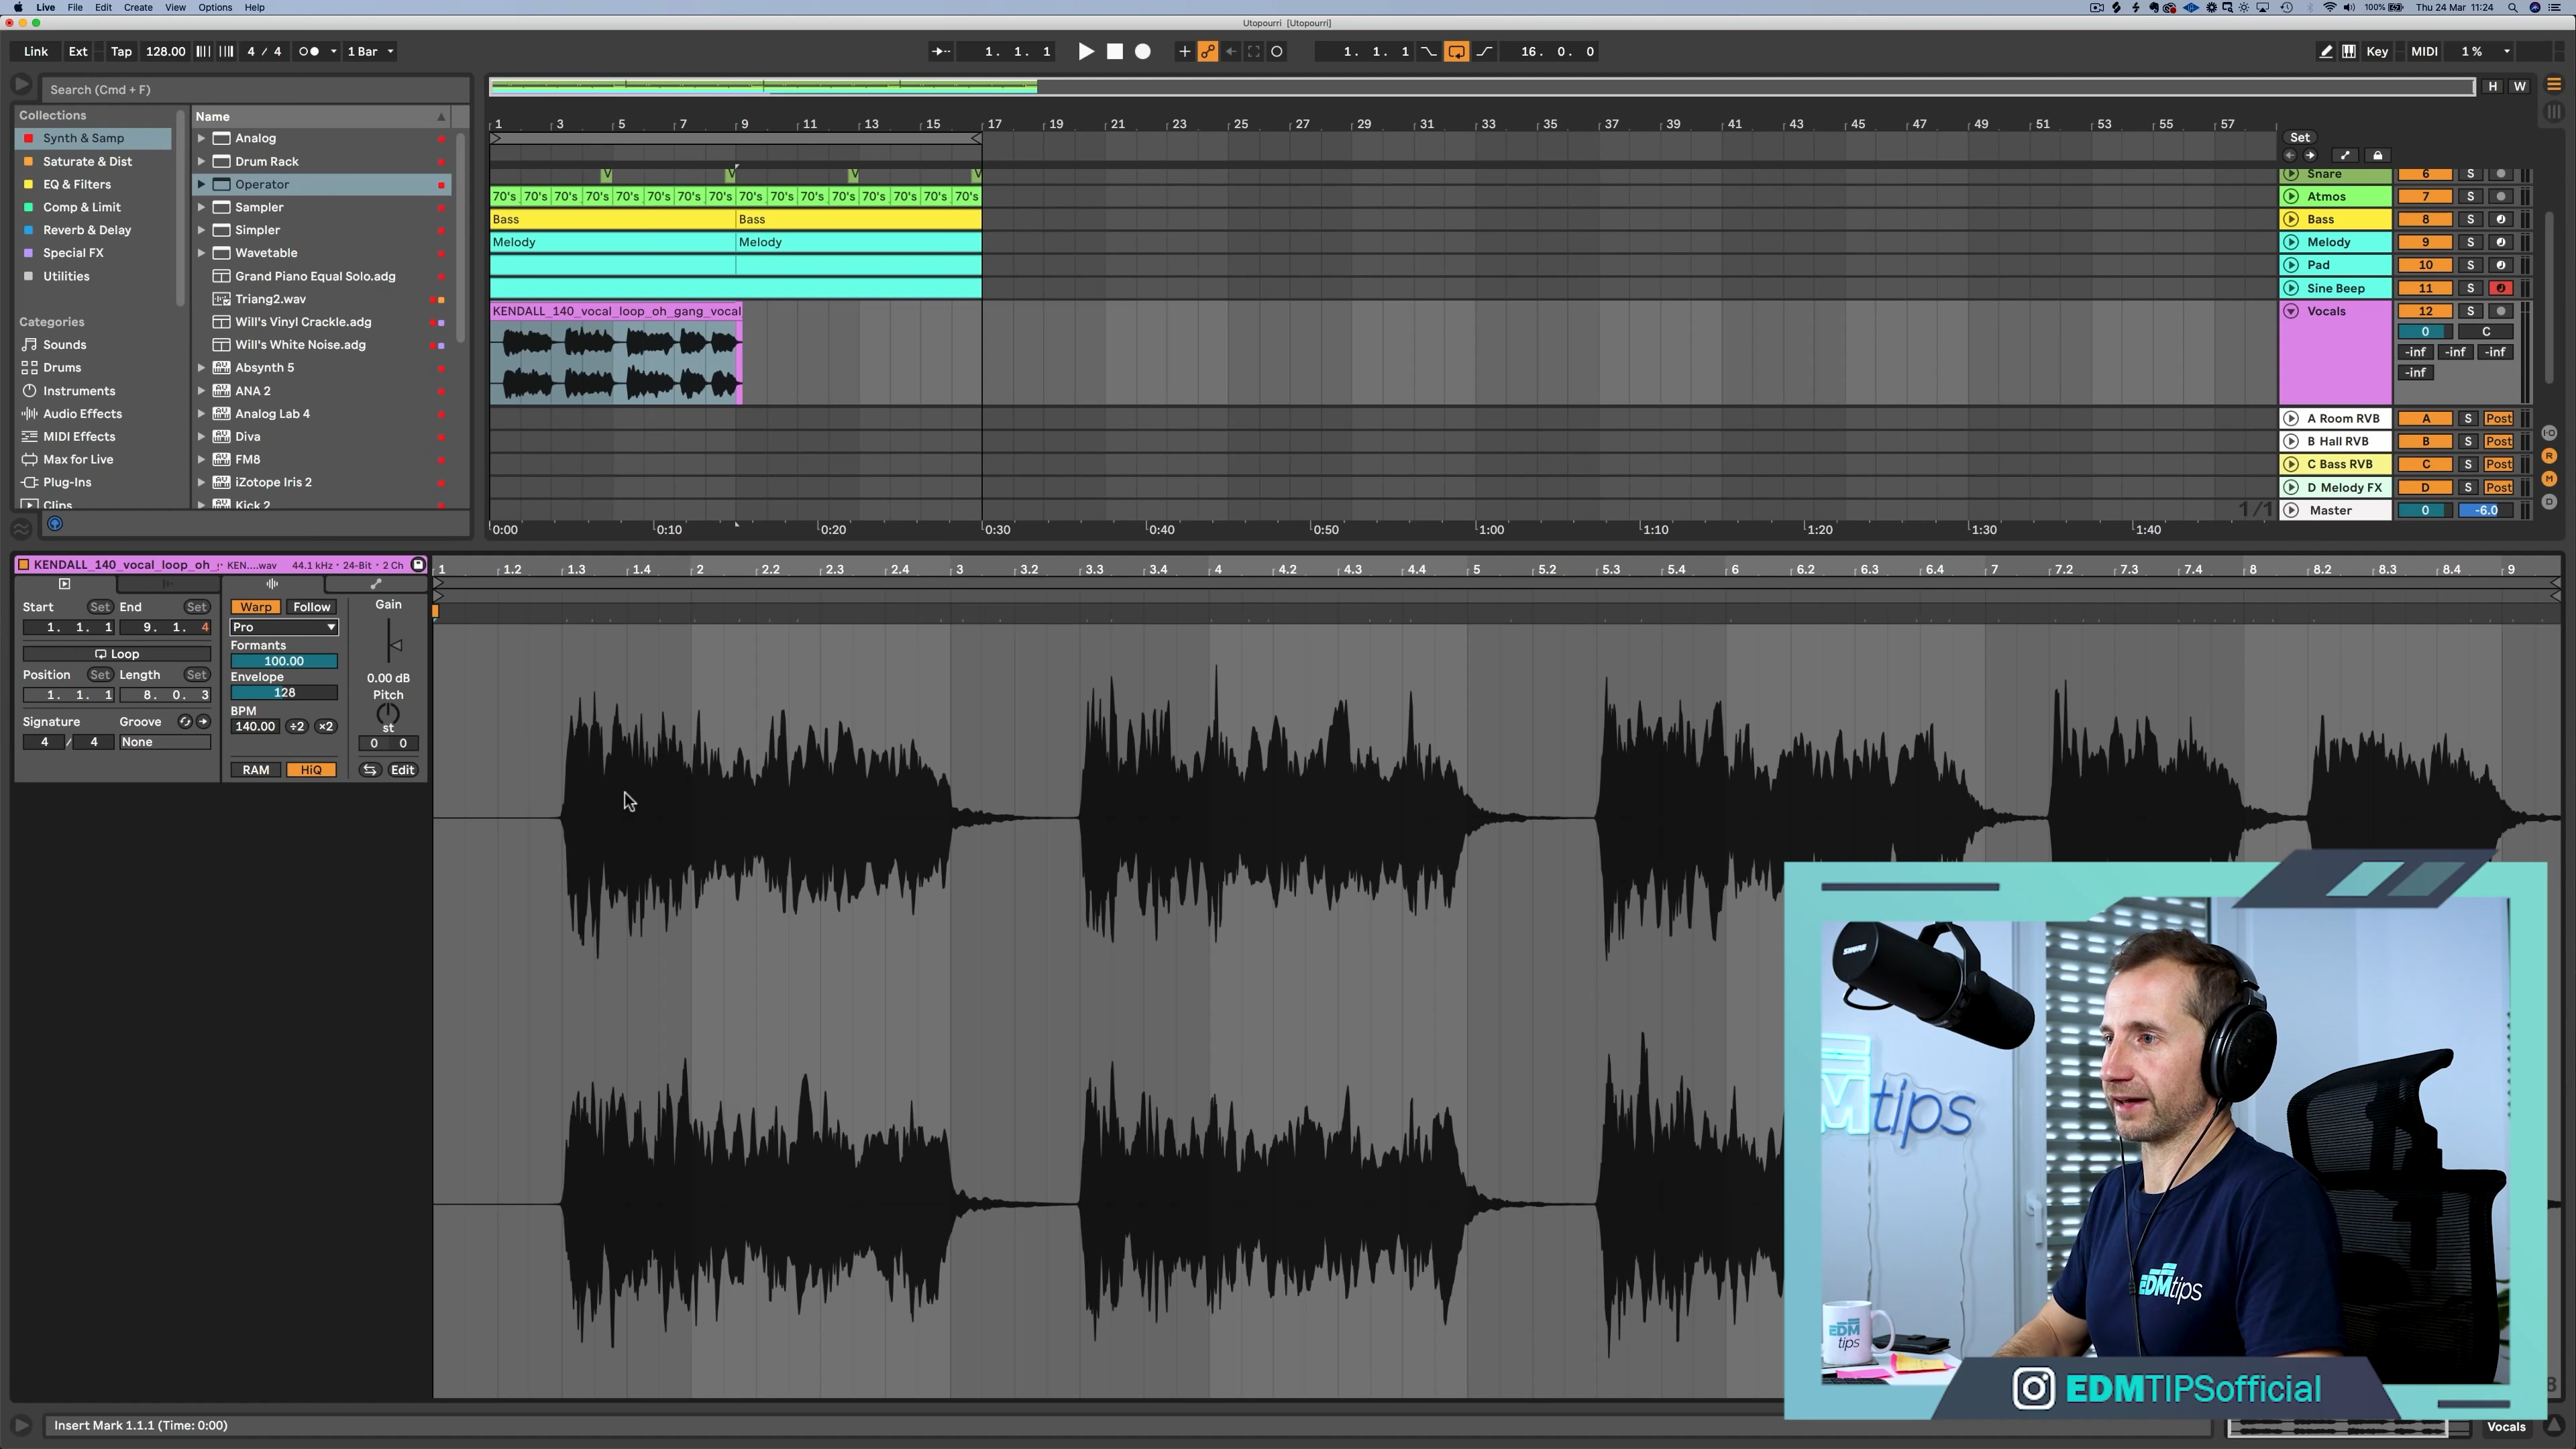 Live File Edit Create View Options Help
100% Thu 24 Mar 11:24
Utopourri [Utopourri]
Link Ext Tap 128.00 4 / 4 1 Bar
1. 1. 1
1. 1. 1 16. 0. 0
Key MIDI 1 %
Search (Cmd + F)
H W
Collections
Synth & Samp
Saturate & Dist
EQ & Filters
Comp & Limit
Reverb & Delay
Special FX
Utilities
Categories
Sounds
Drums
Instruments
Audio Effects
MIDI Effects
Max for Live
Plug-Ins
Clips
Name
Analog
Drum Rack
Operator
Sampler
Simpler
Wavetable
Grand Piano Equal Solo.adg
Triang2.wav
Will's Vinyl Crackle.adg
Will's White Noise.adg
Absynth 5
ANA 2
Analog Lab 4
Diva
FM8
iZotope Iris 2
Kick 2
1 3 5 7 9 11 13 15 17 19 21 23 25 27 29 31 33 35 37 39 41 43 45 47 49 51 53 55 57
Set
V V V V
Snare 6 S
70's 70's 70's 70's 70's 70's 70's 70's 70's 70's 70's 70's 70's 70's 70's 70's
Atmos 7 S
Bass Bass
Bass 8 S
Melody Melody
Melody 9 S
Pad 10 S
Sine Beep 11 S
KENDALL_140_vocal_loop_oh_gang_vocal
Vocals 12 S
0 C
-inf -inf -inf
-inf
A Room RVB A S Post
B Hall RVB B S Post
C Bass RVB C S Post
D Melody FX D S Post
1/1
Master 0 -6.0
I·O
R
M
D
0:00 0:10 0:20 0:30 0:40 0:50 1:00 1:10 1:20 1:30 1:40
KENDALL_140_vocal_loop_oh_ KEN....wav 44.1 kHz · 24-Bit · 2 Ch
Start Set End Set
1. 1. 1 9. 1. 4
Loop
Position Set Length Set
1. 1. 1 8. 0. 3
Signature Groove
4 / 4 None
Warp Follow
Pro
Formants
100.00
Envelope
128
BPM
140.00 ÷2 ×2
RAM HiQ
Gain
0.00 dB
Pitch
st
0 0
Edit
1 1.2 1.3 1.4 2 2.2 2.3 2.4 3 3.2 3.3 3.4 4 4.2 4.3 4.4 5 5.2 5.3 5.4 6 6.2 6.3 6.4 7 7.2 7.3 7.4 8 8.2 8.3 8.4 9
SHURE
M tips
EDMtips
EDM
tips
EDMTIPSofficial
Insert Mark 1.1.1 (Time: 0:00)
Vocals